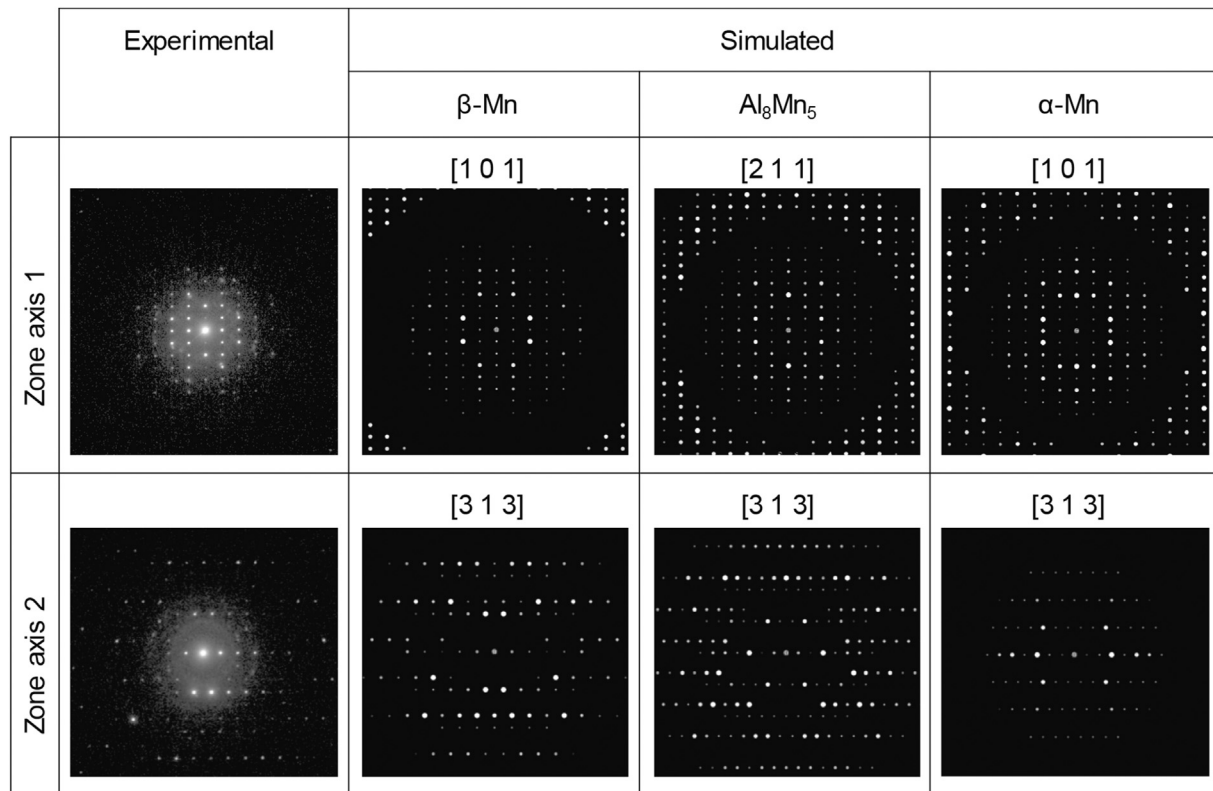 Experimental
Simulated
β-Mn
Al₈Mn₅
α-Mn
Zone axis 1
[1 0 1]
[2 1 1]
[1 0 1]
Zone axis 2
[3 1 3]
[3 1 3]
[3 1 3]